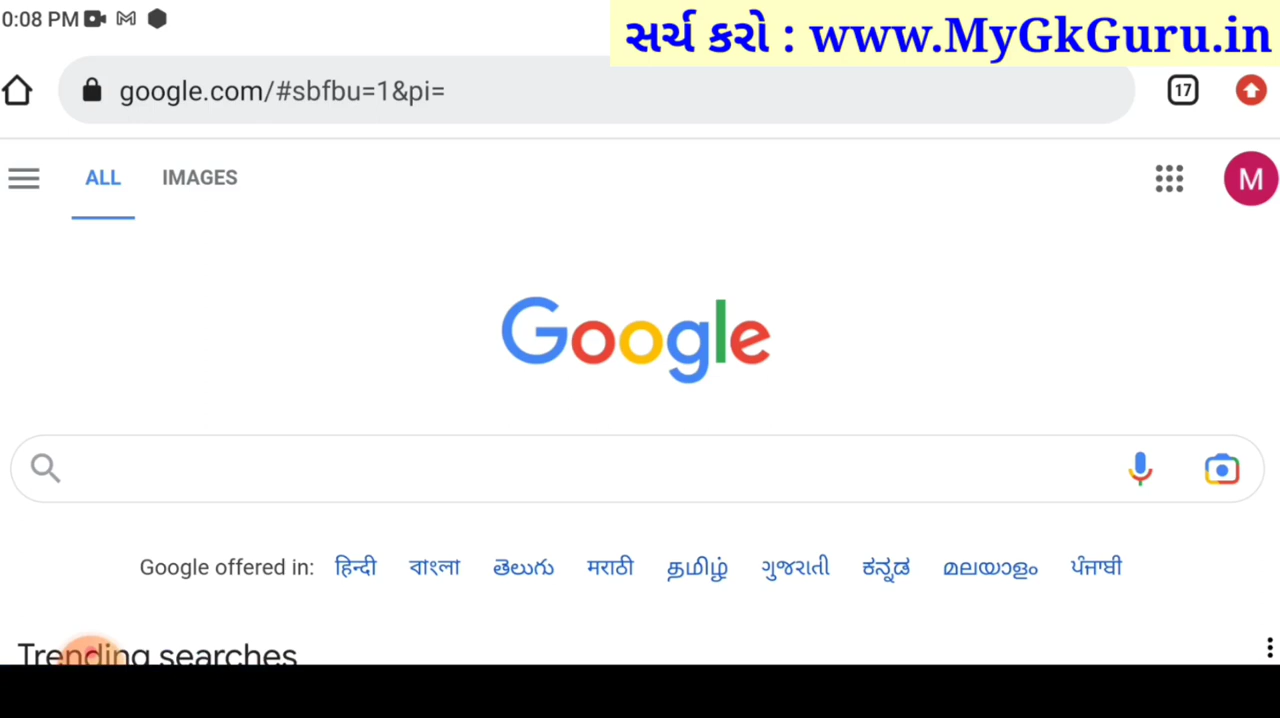 0:08 PM
સર્ચ કરો : www.MyGkGuru.in
google.com/#sbfbu=1&pi=
17
ALL IMAGES
M
Google
Google offered in: हिन्दी বাংলা తెలుగు मराठी தமிழ் ગુજરાતી ಕನ್ನಡ മലയാളം ਪੰਜਾਬੀ
Trending searches